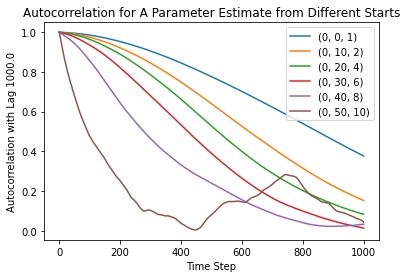 Autocorrelation for A Parameter Estimate from Different Starts
Autocorrelation with Lag 1000.0
1.0
0.8
0.6
0.4
0.2
0.0
(0, 0, 1)
(0, 10, 2)
(0, 20, 4)
(0, 30, 6)
(0, 40, 8)
(0, 50, 10)
0 200 400 600 800 1000
Time Step